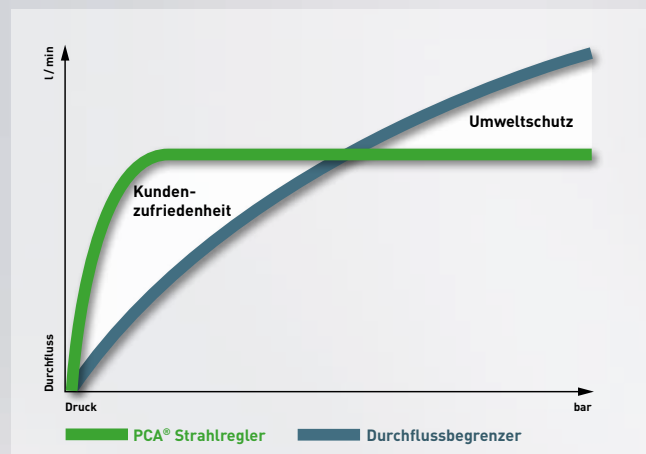 l / min
Umweltschutz
Kunden-
zufriedenheit
Durchfluss
Druck
bar
PCA® Strahlregler
Durchflussbegrenzer